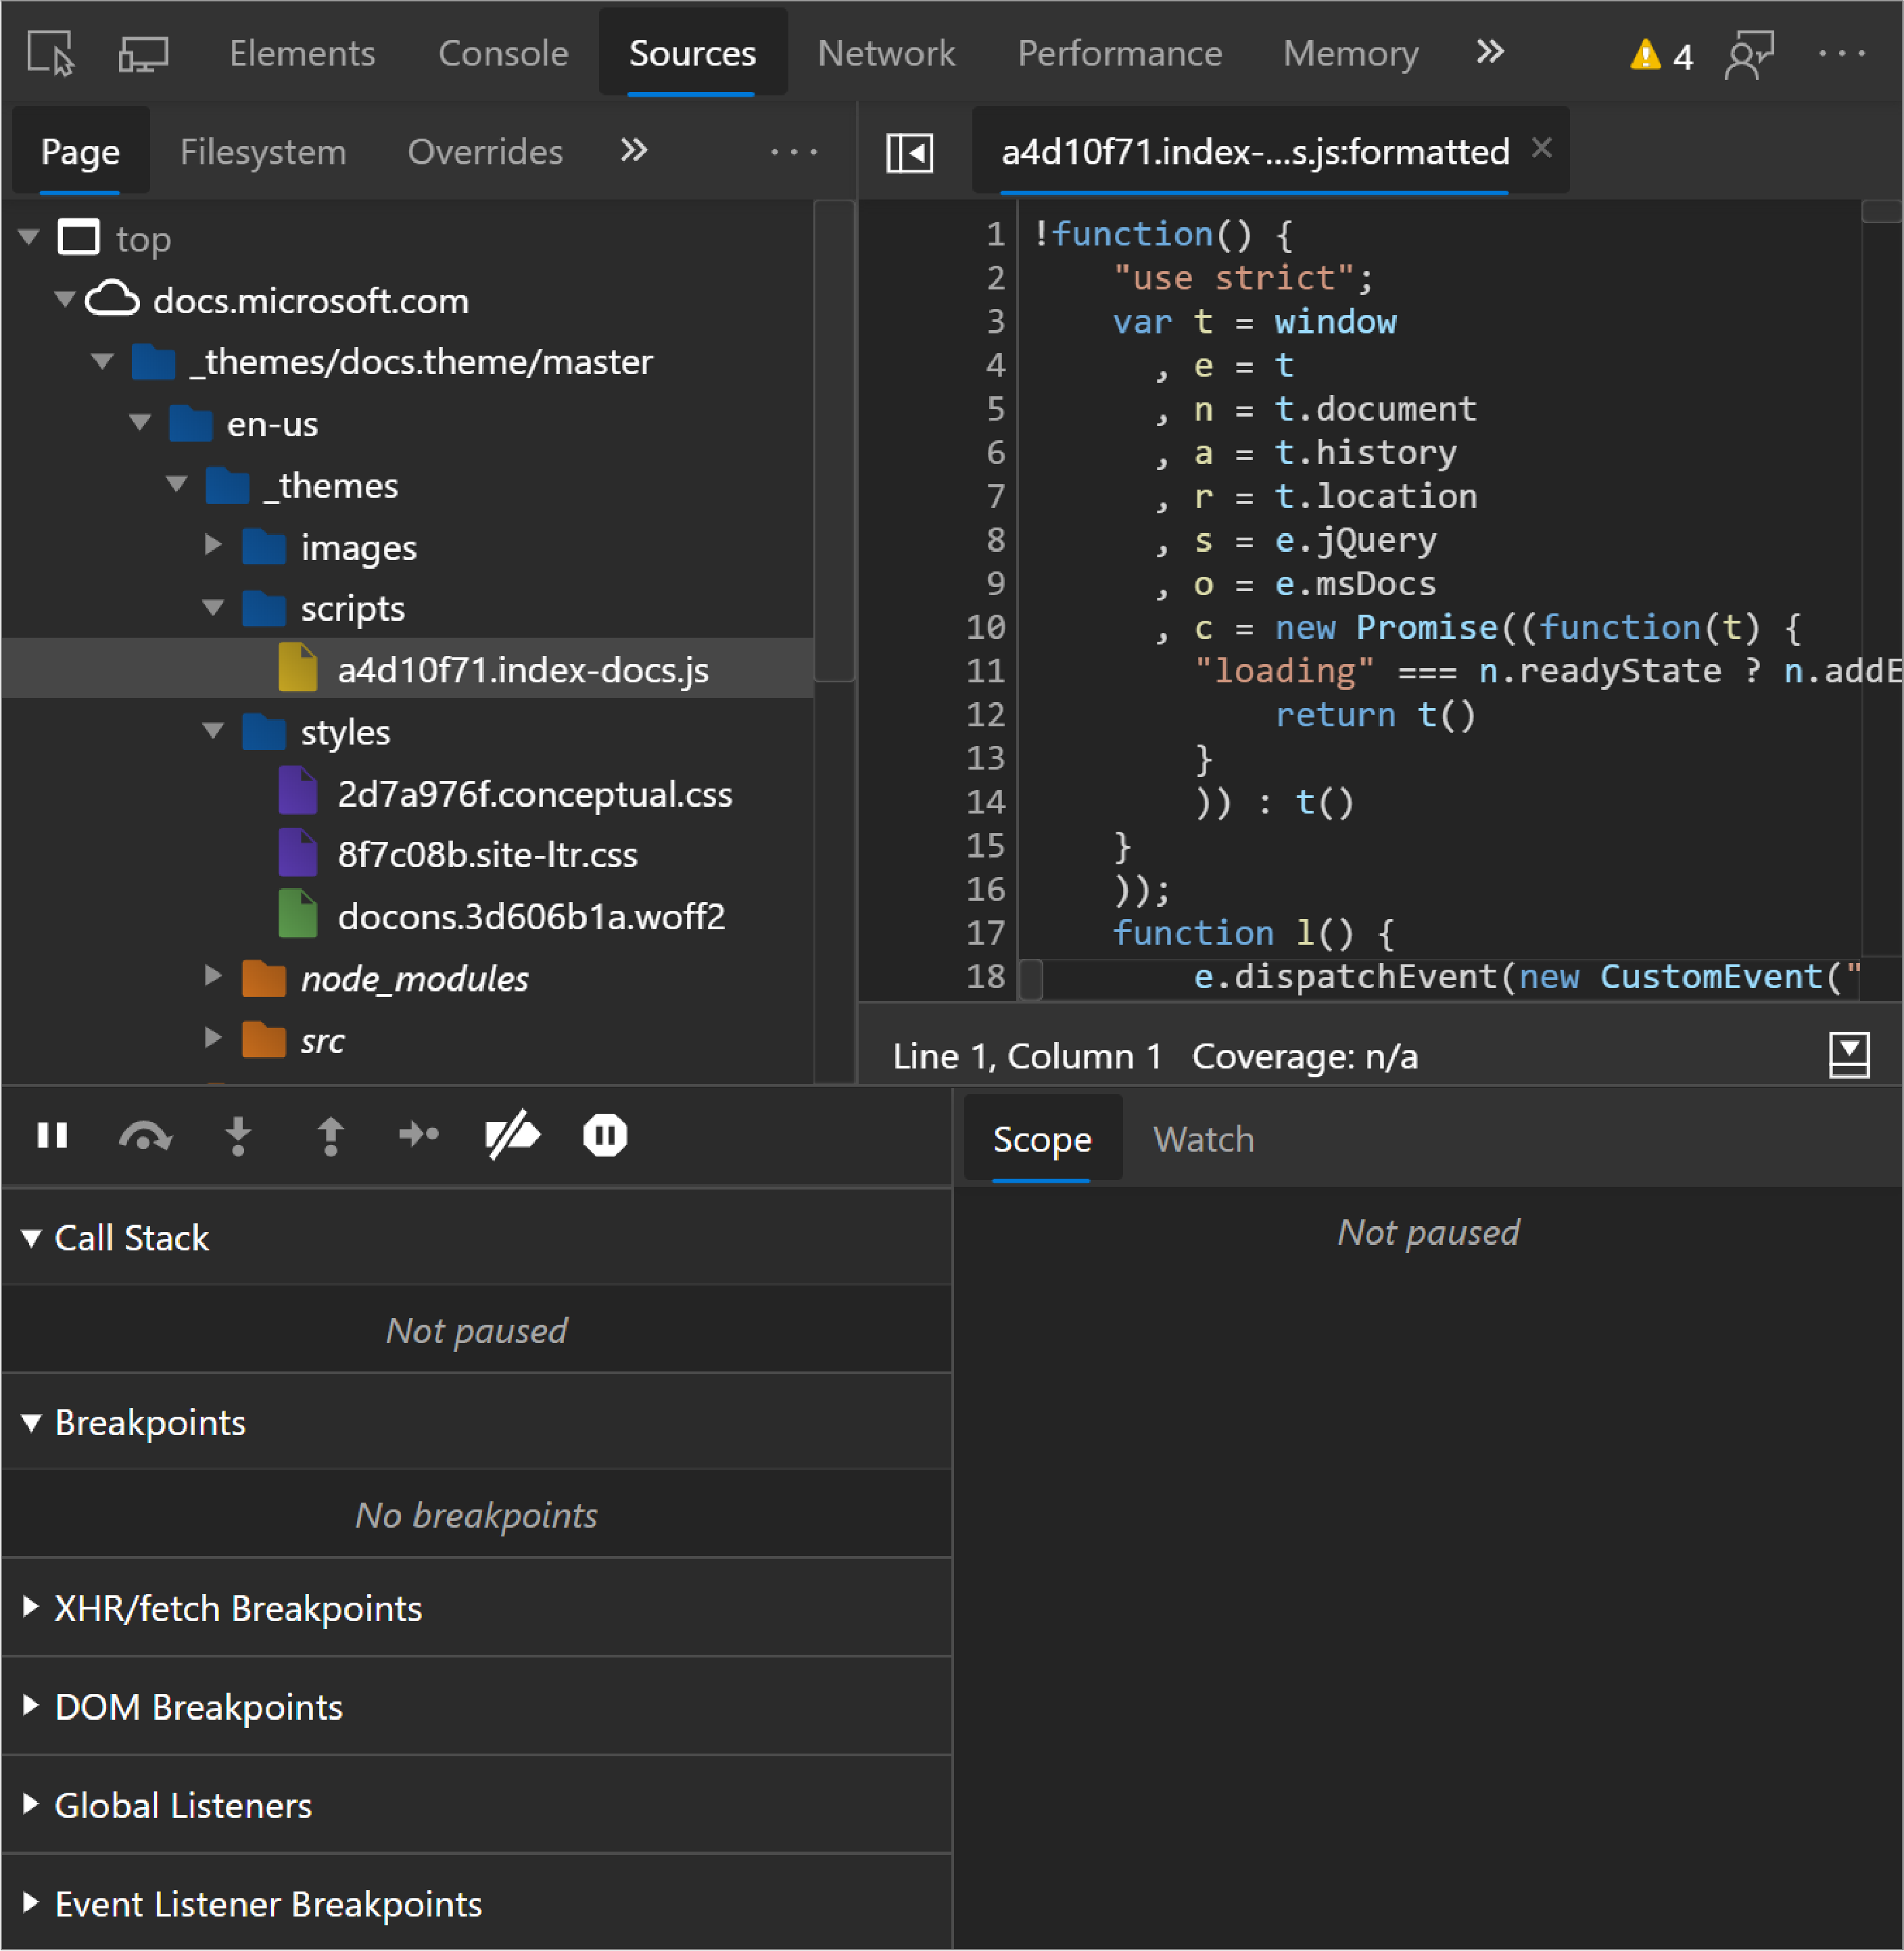 Elements Console Sources Network Performance Memory 4
Page Filesystem Overrides
a4d10f71.index-...s.js:formatted
top
docs.microsoft.com
_themes/docs.theme/master
en-us
_themes
images
scripts
a4d10f71.index-docs.js
styles
2d7a976f.conceptual.css
8f7c08b.site-ltr.css
docons.3d606b1a.woff2
node_modules
src
1 !function() {
2 "use strict";
3 var t = window
4 , e = t
5 , n = t.document
6 , a = t.history
7 , r = t.location
8 , s = e.jQuery
9 , o = e.msDocs
10 , c = new Promise((function(t) {
11 "loading" === n.readyState ? n.addE
12 return t()
13 }
14 )) : t()
15 }
16 ));
17 function l() {
18 e.dispatchEvent(new CustomEvent("
Line 1, Column 1 Coverage: n/a
Call Stack
Not paused
Breakpoints
No breakpoints
XHR/fetch Breakpoints
DOM Breakpoints
Global Listeners
Event Listener Breakpoints
Scope Watch
Not paused